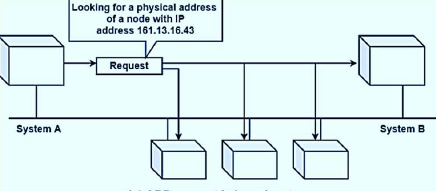 Looking for a physical address
of a node with IP
address 161.13.16.43
Request
System A
System B